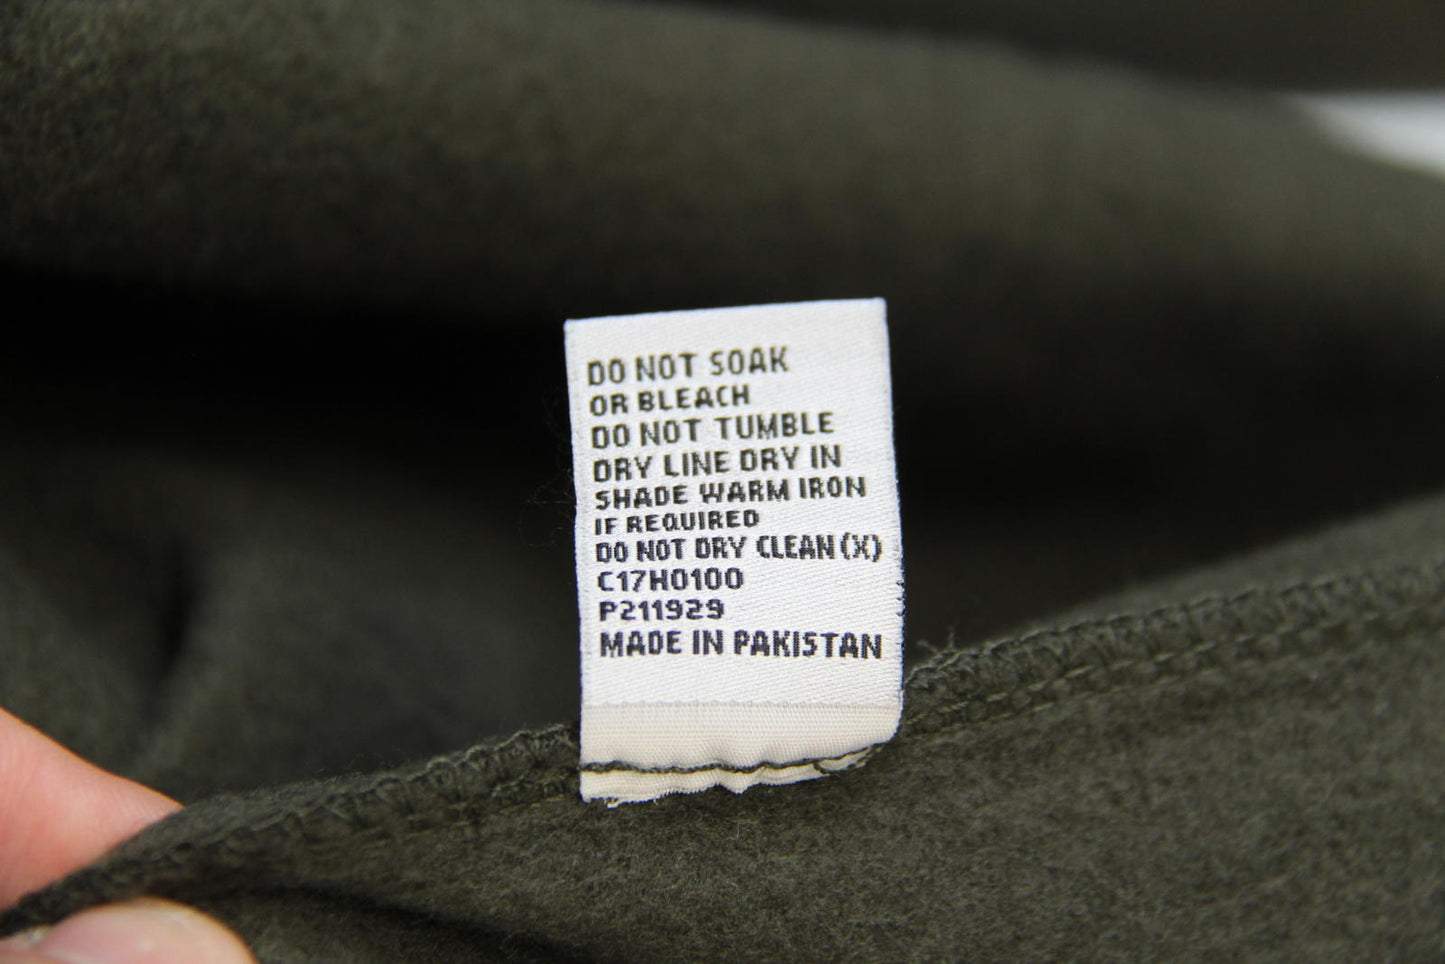 DO NOT SOAK
OR BLEACH
DO NOT TUMBLE
DRY LINE DRY IN
SHADE WARM IRON
IF REQUIRED
DO NOT DRY CLEAN (X)
C17H0100
P211929
MADE IN PAKISTAN